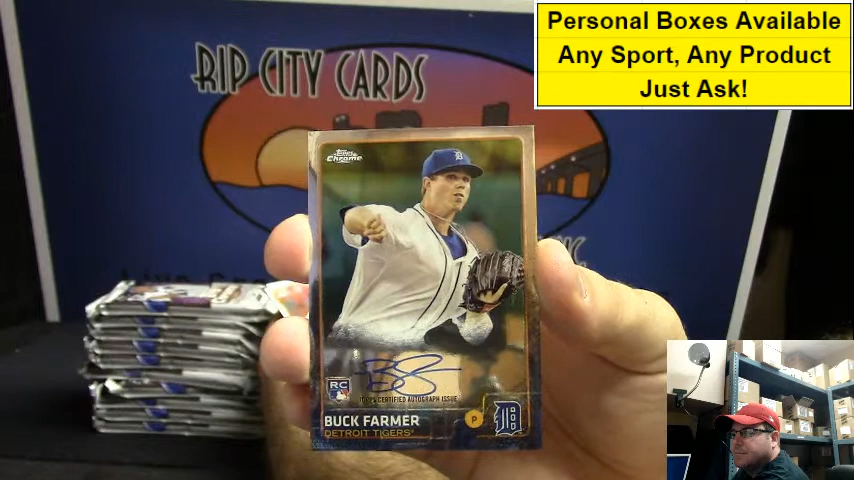 Personal Boxes Available
Any Sport, Any Product
Just Ask!
RIP CITY CARDS
Topps
Chrome
D
RC
TOPPS CERTIFIED AUTOGRAPH ISSUE
BUCK FARMER
P
D
DETROIT TIGERS